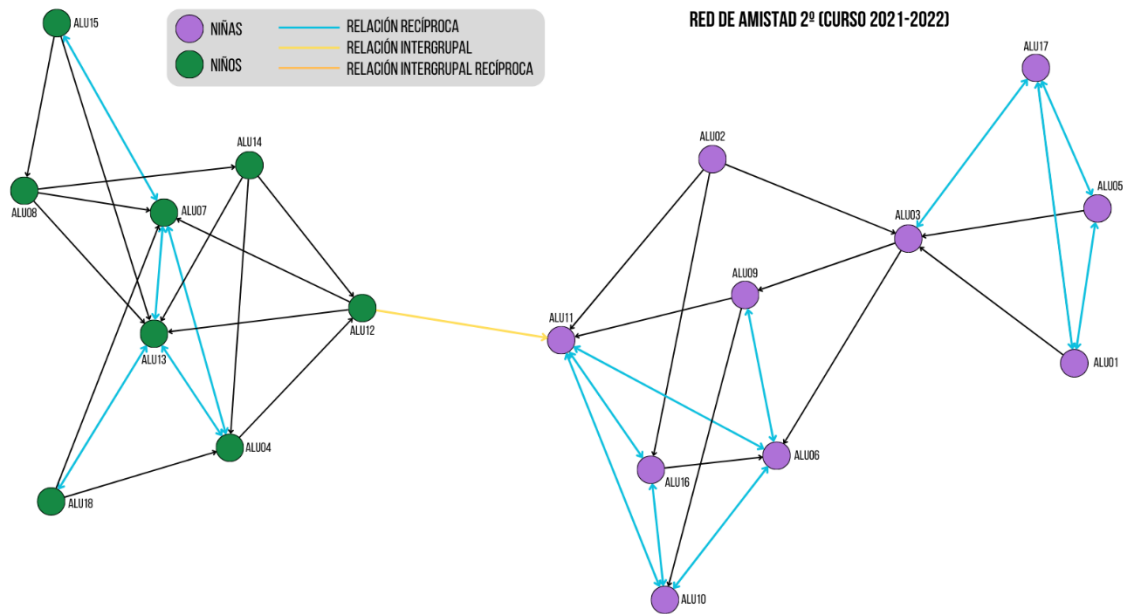 RED DE AMISTAD 2º (CURSO 2021-2022)
NIÑAS
NIÑOS
RELACIÓN RECÍPROCA
RELACIÓN INTERGRUPAL
RELACIÓN INTERGRUPAL RECÍPROCA
ALU15
ALU17
ALU14
ALU02
ALU08
ALU07
ALU05
ALU03
ALU09
ALU12
ALU11
ALU13
ALU01
ALU04
ALU06
ALU16
ALU18
ALU10